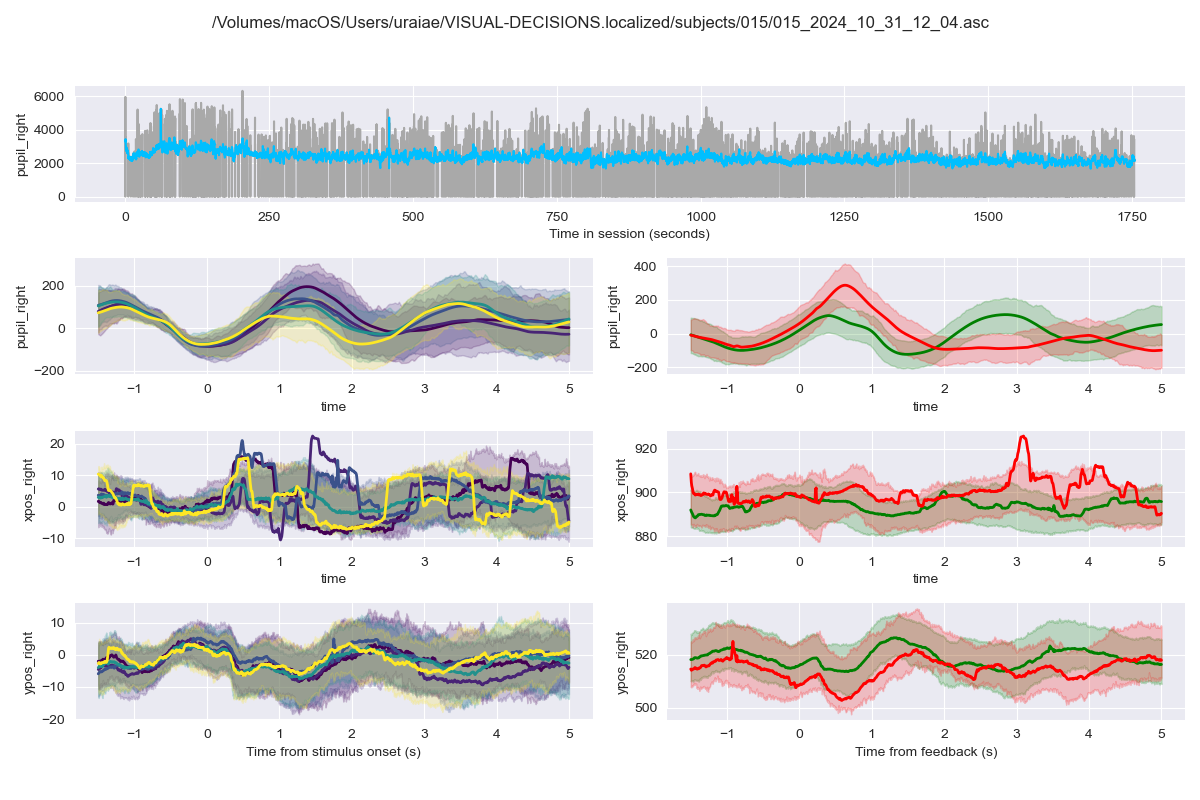 /Volumes/macOS/Users/uraiae/VISUAL-DECISIONS.localized/subjects/015/015_2024_10_31_12_04.asc
pupil_right
6000
4000
2000
0
0 250 500 750 1000 1250 1500 1750
Time in session (seconds)
pupil_right
200
0
−200
−1 0 1 2 3 4 5
time
pupil_right
400
200
0
−200
−1 0 1 2 3 4 5
time
xpos_right
20
10
0
−10
−1 0 1 2 3 4 5
time
xpos_right
920
900
880
−1 0 1 2 3 4 5
time
ypos_right
10
0
−10
−20
−1 0 1 2 3 4 5
Time from stimulus onset (s)
ypos_right
520
500
−1 0 1 2 3 4 5
Time from feedback (s)